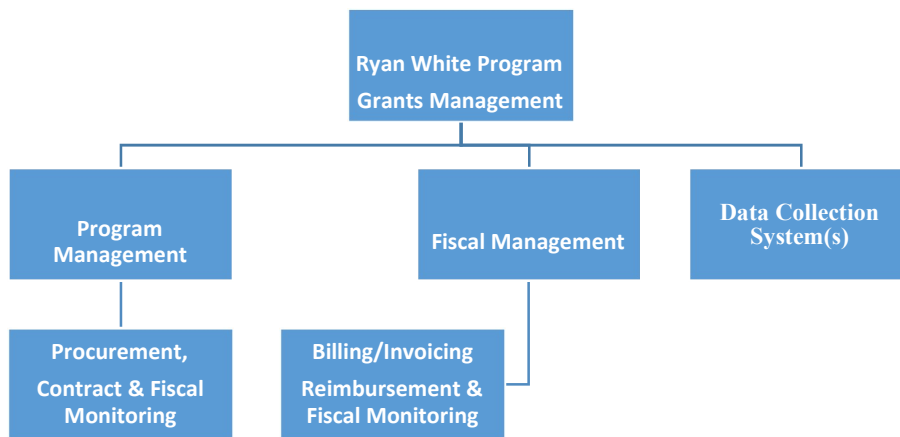 Ryan White Program
Grants Management
Program
Management
Fiscal Management
Data Collection
System(s)
Procurement,
Contract & Fiscal
Monitoring
Billing/Invoicing
Reimbursement &
Fiscal Monitoring